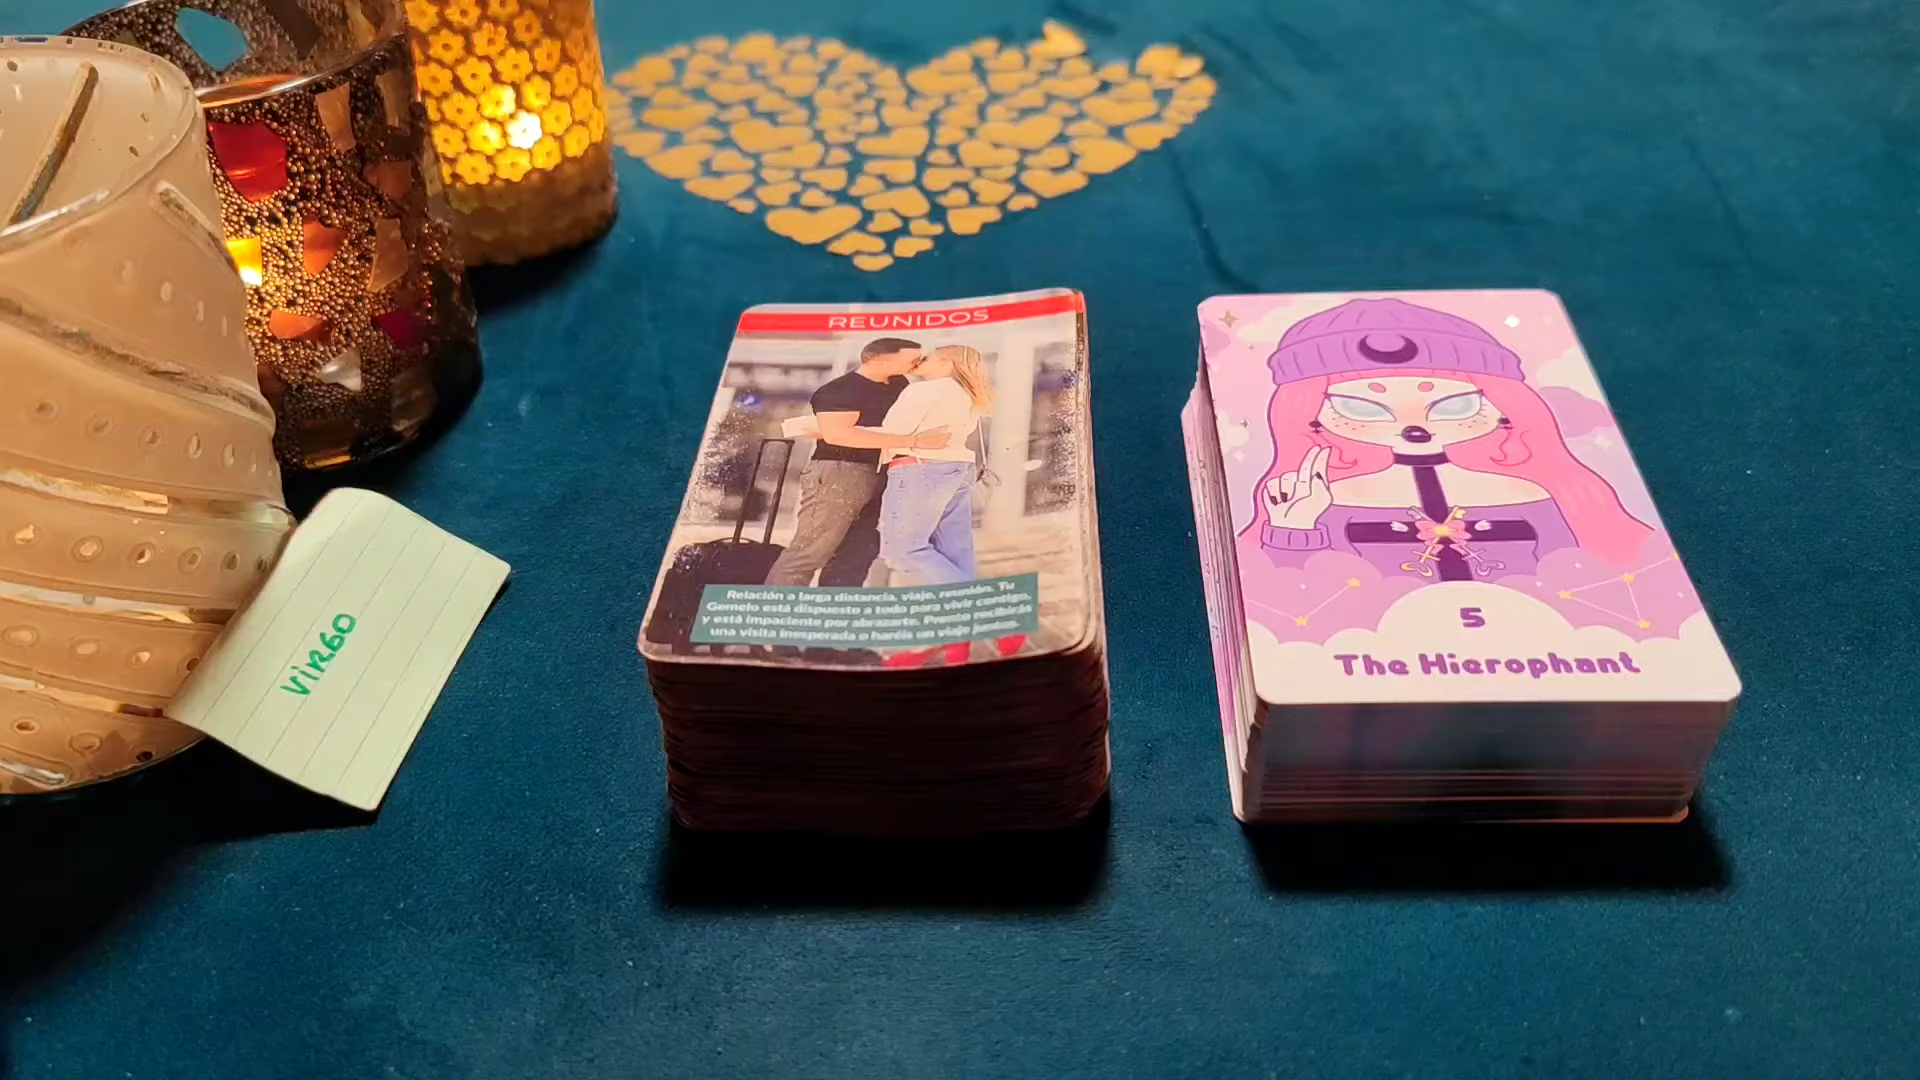 REUNIDOS
Relación a larga distancia, viaje, reunión. Tu
Gemelo está dispuesto a todo para vivir contigo,
y está impaciente por abrazarte. Pronto recibirás
una visita inesperada o haréis un viaje juntos.
VIRGO
5
The Hierophant